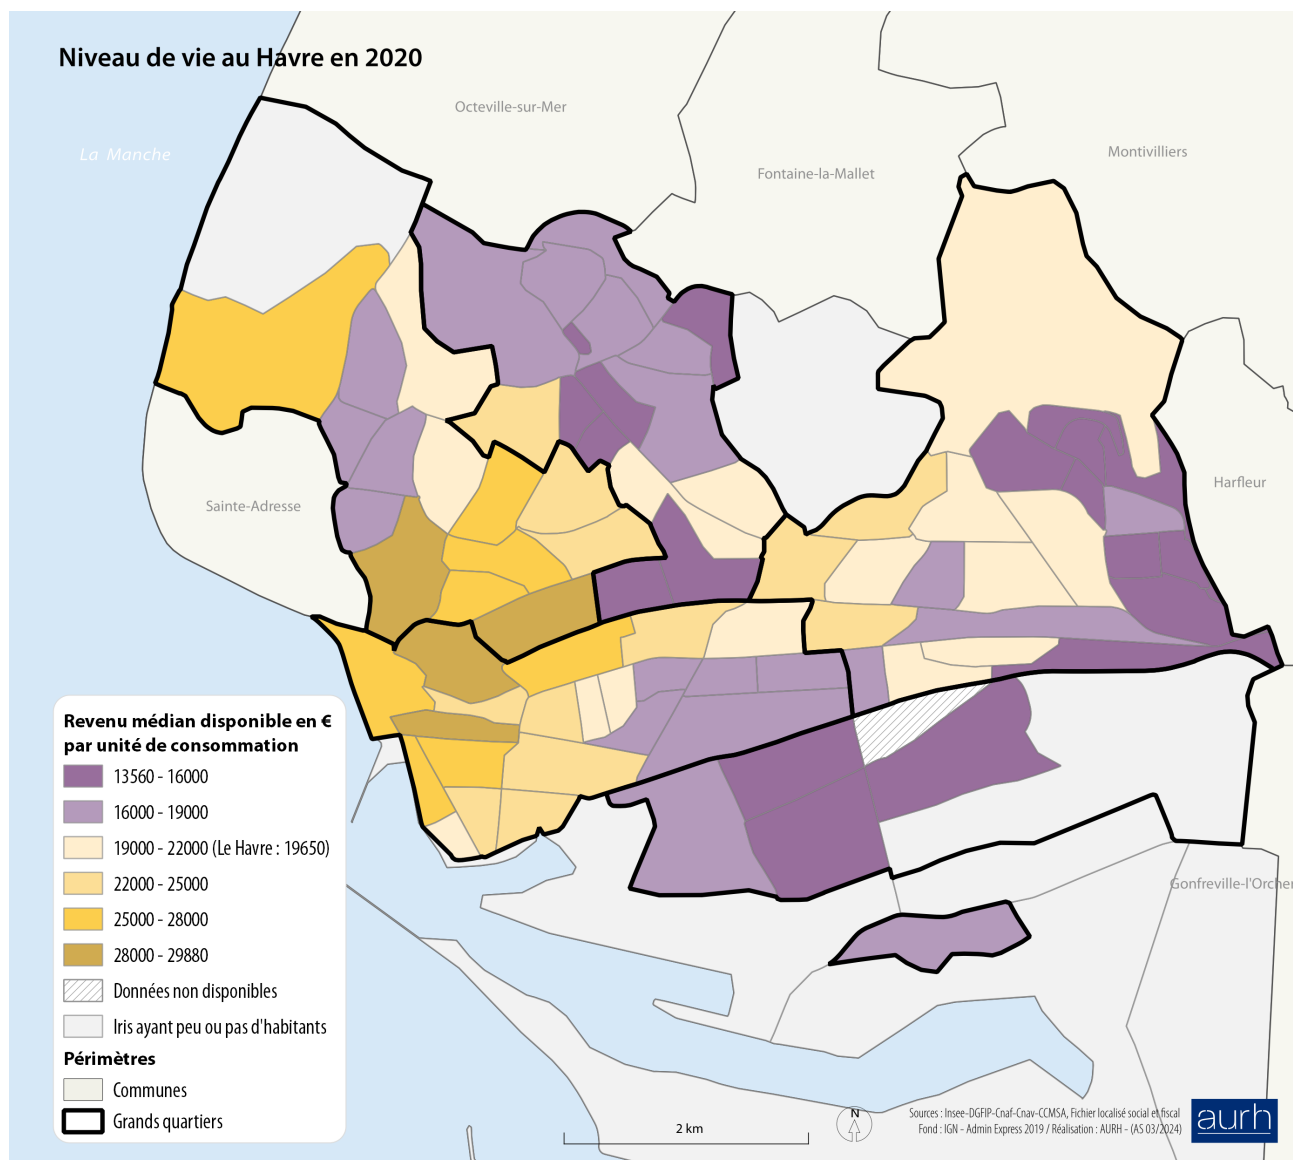 Niveau de vie au Havre en 2020
Octeville-sur-Mer
La Manche
Montivilliers
Fontaine-la-Mallet
Harfleur
Sainte-Adresse
Revenu médian disponible en €
par unité de consommation
13560 - 16000
16000 - 19000
19000 - 22000 (Le Havre : 19650)
22000 - 25000
25000 - 28000
28000 - 29880
Données non disponibles
Iris ayant peu ou pas d'habitants
Périmètres
Communes
Grands quartiers
Gonfreville-l'Orcher
2 km
N
Sources : Insee-DGFIP-Cnaf-Cnav-CCMSA, Fichier localisé social et fiscal
Fond : IGN - Admin Express 2019 / Réalisation : AURH - (AS 03/2024)
aurh